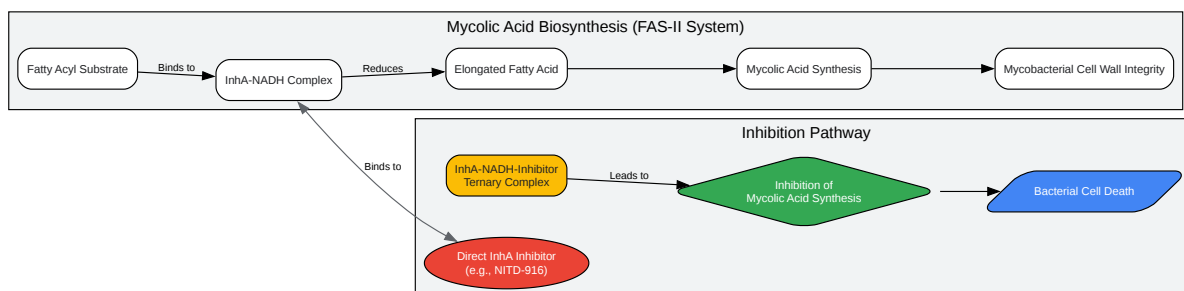 Mycolic Acid Biosynthesis (FAS-II System)
Fatty Acyl Substrate
Binds to
InhA-NADH Complex
Reduces
Elongated Fatty Acid
Mycolic Acid Synthesis
Mycobacterial Cell Wall Integrity
Inhibition Pathway
Binds to
InhA-NADH-Inhibitor
Ternary Complex
Leads to
Inhibition of
Mycolic Acid Synthesis
Bacterial Cell Death
Direct InhA Inhibitor
(e.g., NITD-916)